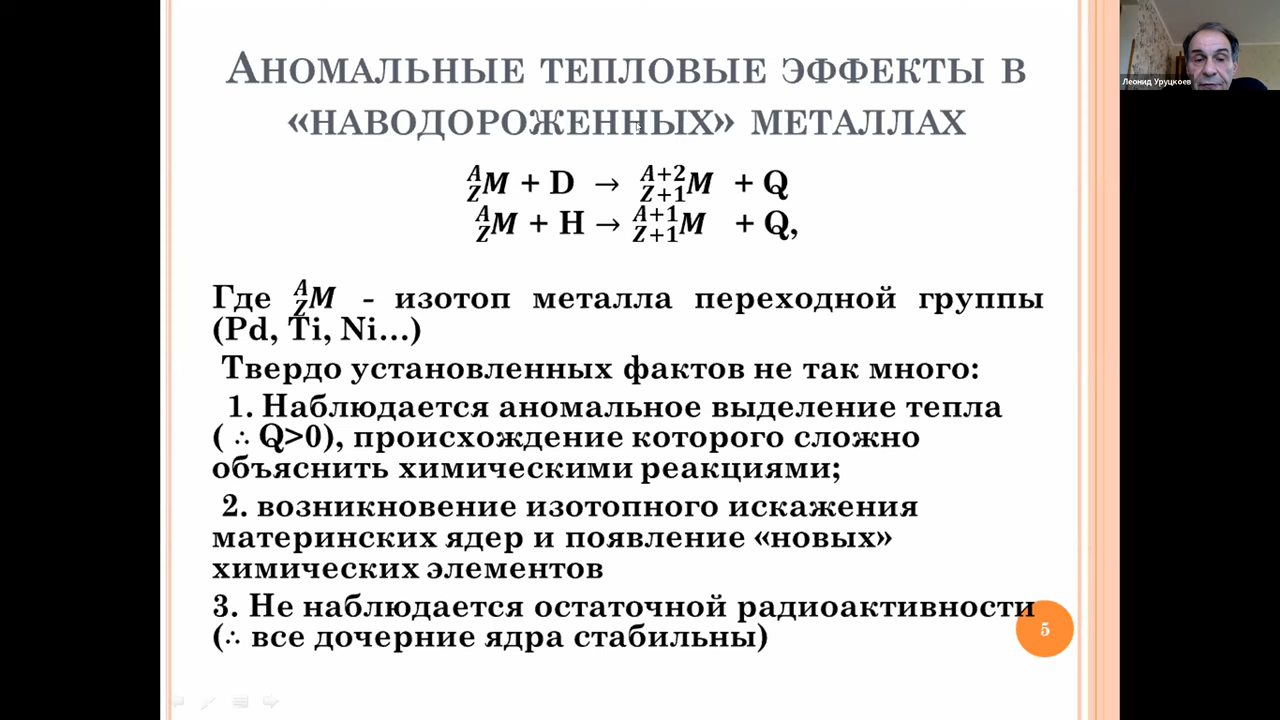 Аномальные тепловые эффекты в
«наводороженных» металлах
Леонид Уруцкоев
ᴬ_Z M + D → ᴬ⁺²_Z+1 M + Q
ᴬ_Z M + H → ᴬ⁺¹_Z+1 M + Q,
Где ᴬ_Z M - изотоп металла переходной группы
(Pd, Ti, Ni...)
Твердо установленных фактов не так много:
1. Наблюдается аномальное выделение тепла
( ∴ Q>0), происхождение которого сложно
объяснить химическими реакциями;
2. возникновение изотопного искажения
материнских ядер и появление «новых»
химических элементов
3. Не наблюдается остаточной радиоактивности
(∴ все дочерние ядра стабильны)
5